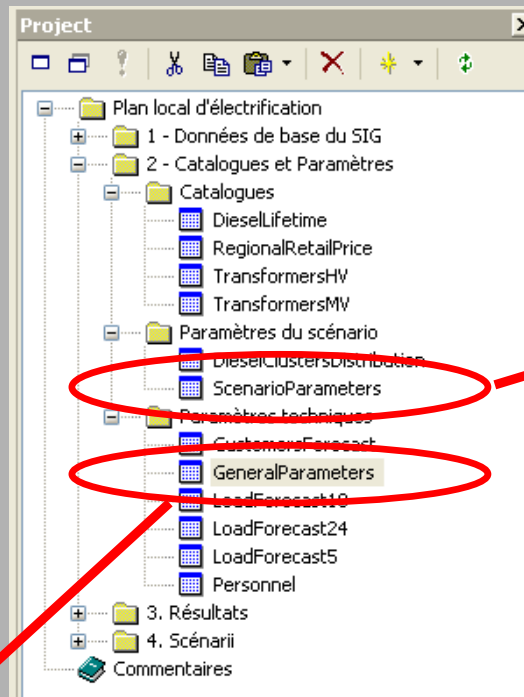 Project
Plan local d'électrification
1 - Données de base du SIG
2 - Catalogues et Paramètres
Catalogues
DieselLifetime
RegionalRetailPrice
TransformersHV
TransformersMV
Paramètres du scénario
DieselClustersDistribution
ScenarioParameters
Paramètres techniques
CustomersForecast
GeneralParameters
LoadForecast18
LoadForecast24
LoadForecast5
Personnel
3. Résultats
4. Scénarii
Commentaires